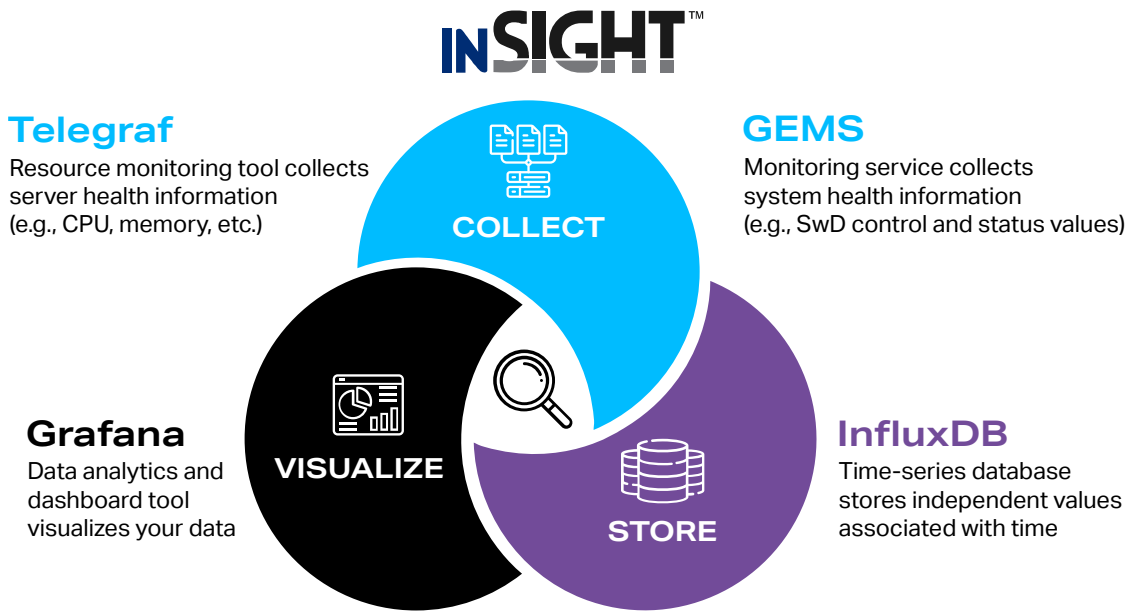 INSIGHT™
Telegraf
Resource monitoring tool collects
server health information
(e.g., CPU, memory, etc.)
COLLECT
GEMS
Monitoring service collects
system health information
(e.g., SwD control and status values)
VISUALIZE
Grafana
Data analytics and
dashboard tool
visualizes your data
STORE
InfluxDB
Time-series database
stores independent values
associated with time